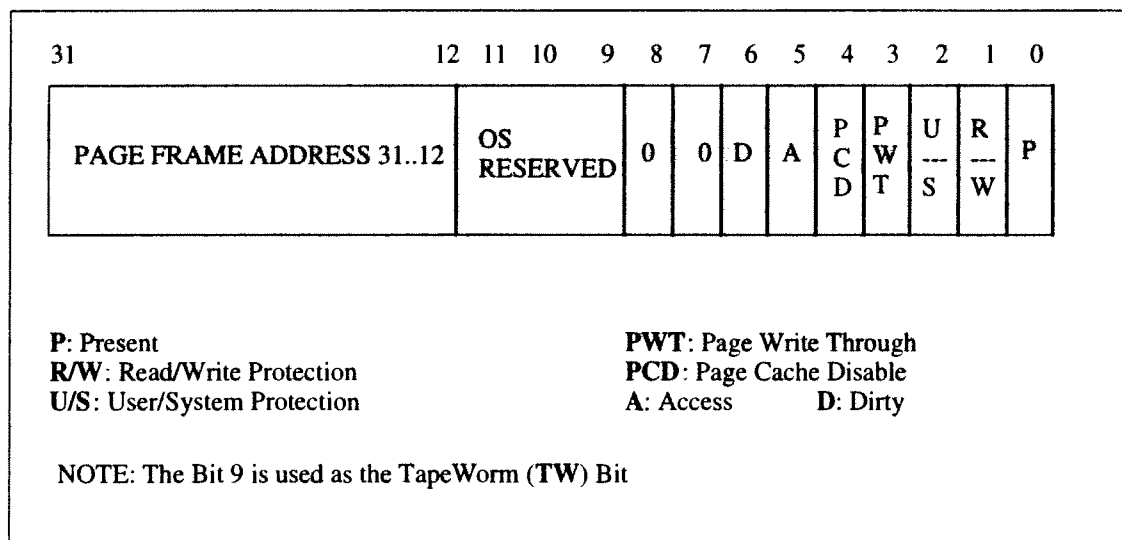 31 12 11 10 9 8 7 6 5 4 3 2 1 0
PAGE FRAME ADDRESS 31..12
OS
RESERVED
0
0
D
A
P
C
D
P
W
T
U
---
S
R
---
W
P
P: Present
R/W: Read/Write Protection
U/S: User/System Protection
PWT: Page Write Through
PCD: Page Cache Disable
A: Access D: Dirty
NOTE: The Bit 9 is used as the TapeWorm (TW) Bit